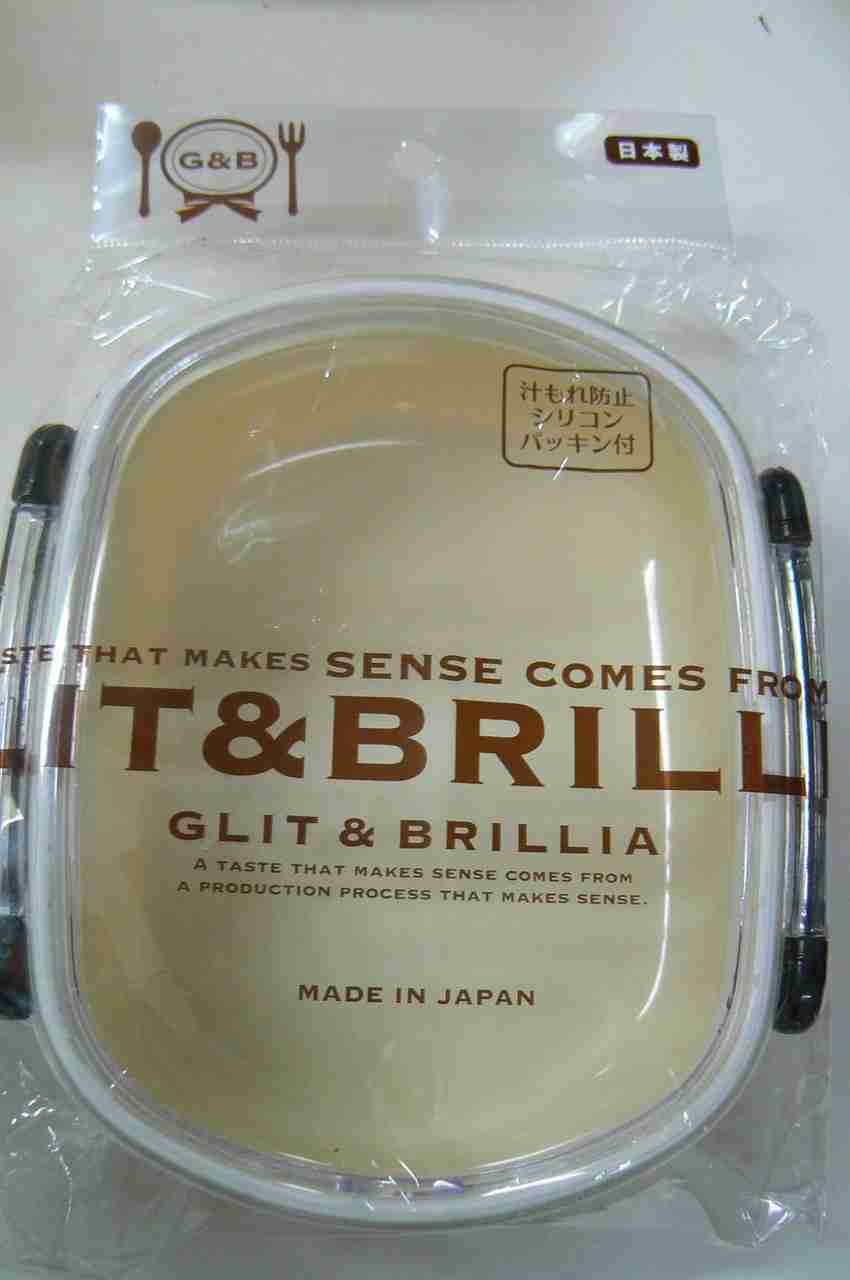 G&B
日本製
汁もれ防止
シリコン
パッキン付
STE THAT MAKES SENSE COMES FROM
LIT&BRILL
GLIT & BRILLIA
A TASTE THAT MAKES SENSE COMES FROM
A PRODUCTION PROCESS THAT MAKES SENSE.
MADE IN JAPAN